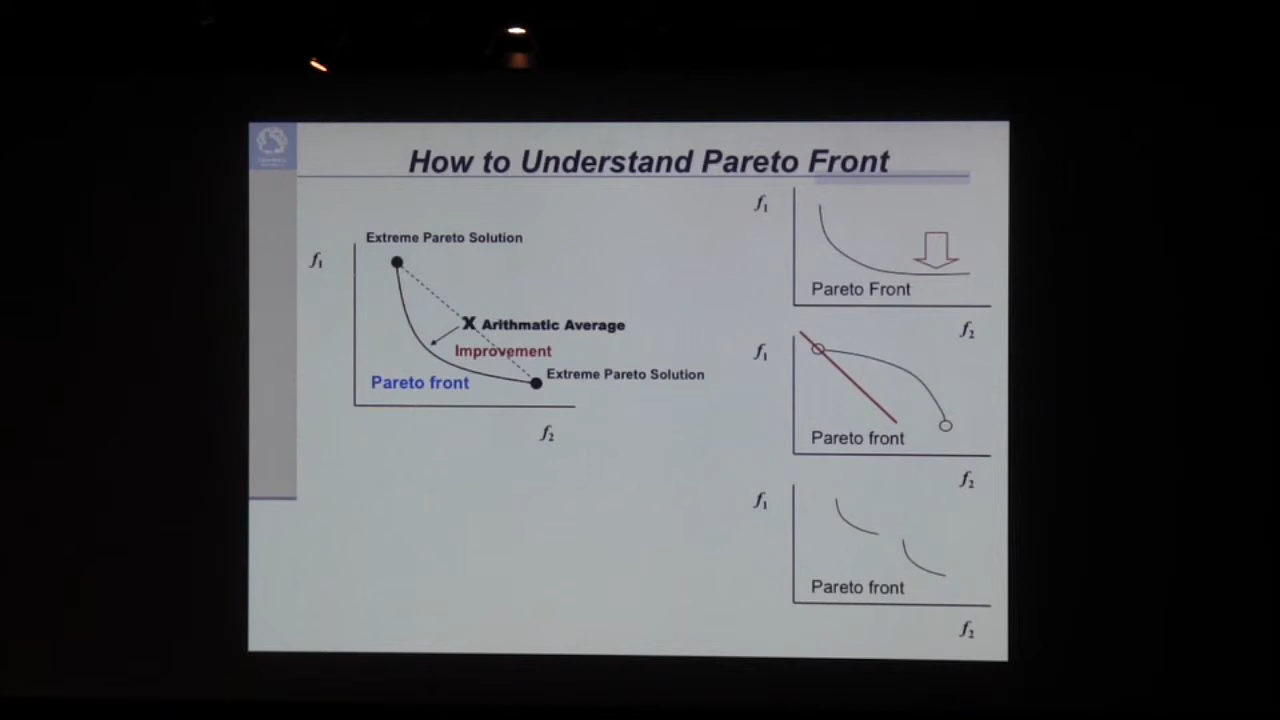 How to Understand Pareto Front
Extreme Pareto Solution
f1
X Arithmatic Average
Improvement
Extreme Pareto Solution
Pareto front
f2
f1
Pareto Front
f2
f1
Pareto front
f2
f1
Pareto front
f2